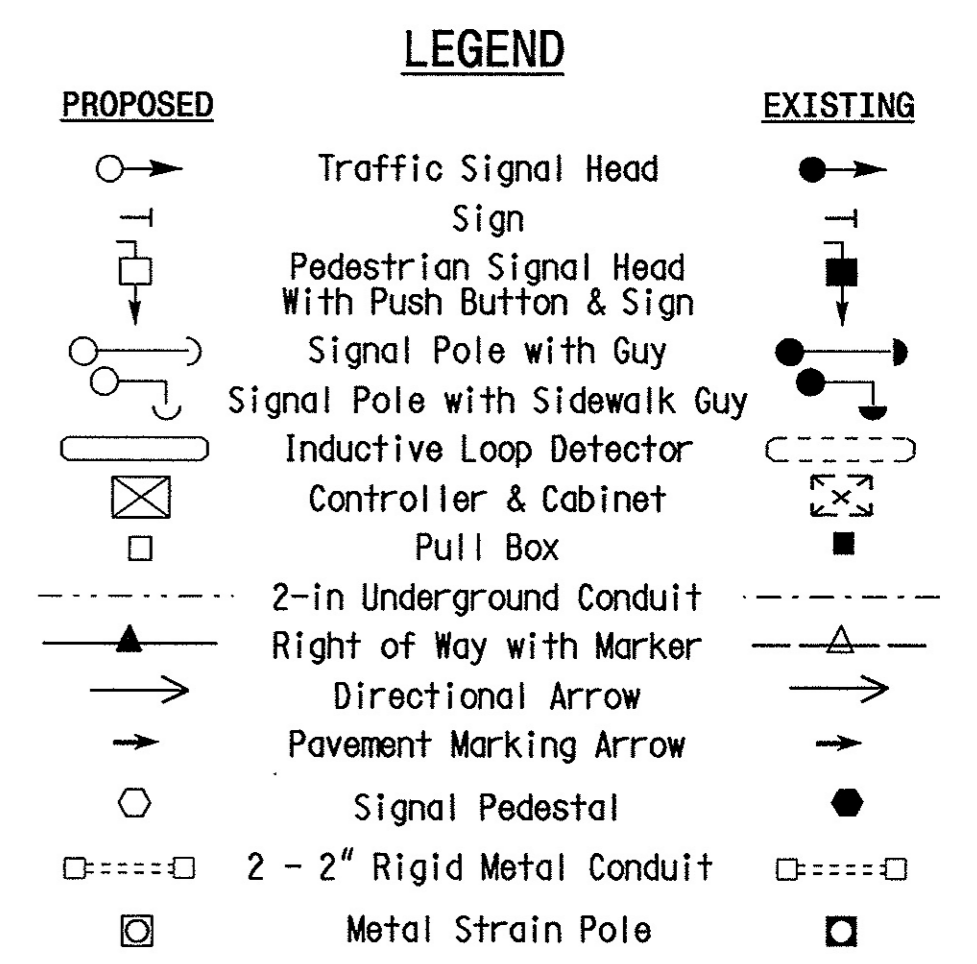 LEGEND
PROPOSED EXISTING
Traffic Signal Head
Sign
Pedestrian Signal Head
With Push Button & Sign
Signal Pole with Guy
Signal Pole with Sidewalk Guy
Inductive Loop Detector
Controller & Cabinet
Pull Box
2-in Underground Conduit
Right of Way with Marker
Directional Arrow
Pavement Marking Arrow
Signal Pedestal
2 - 2" Rigid Metal Conduit
Metal Strain Pole